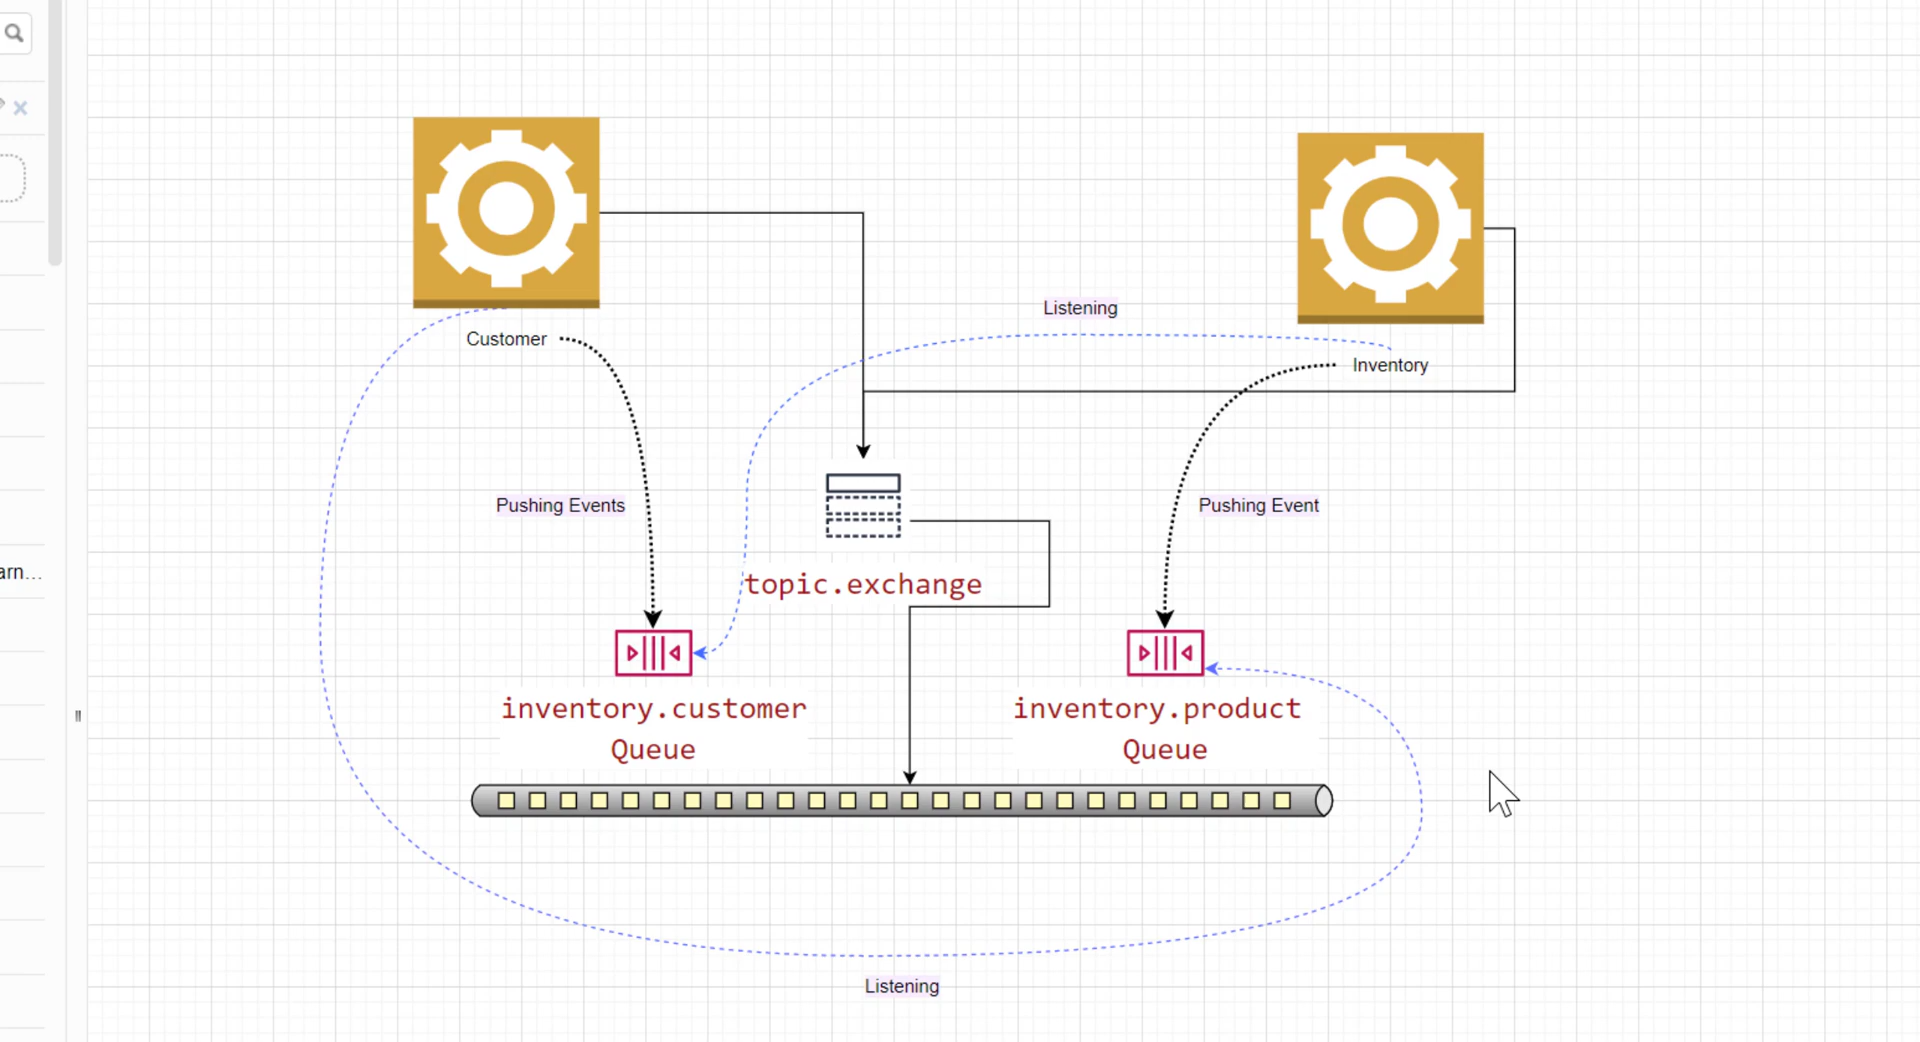 Customer
Listening
Inventory
Pushing Events
Pushing Event
topic.exchange
arn...
inventory.customer
Queue
inventory.product
Queue
Listening